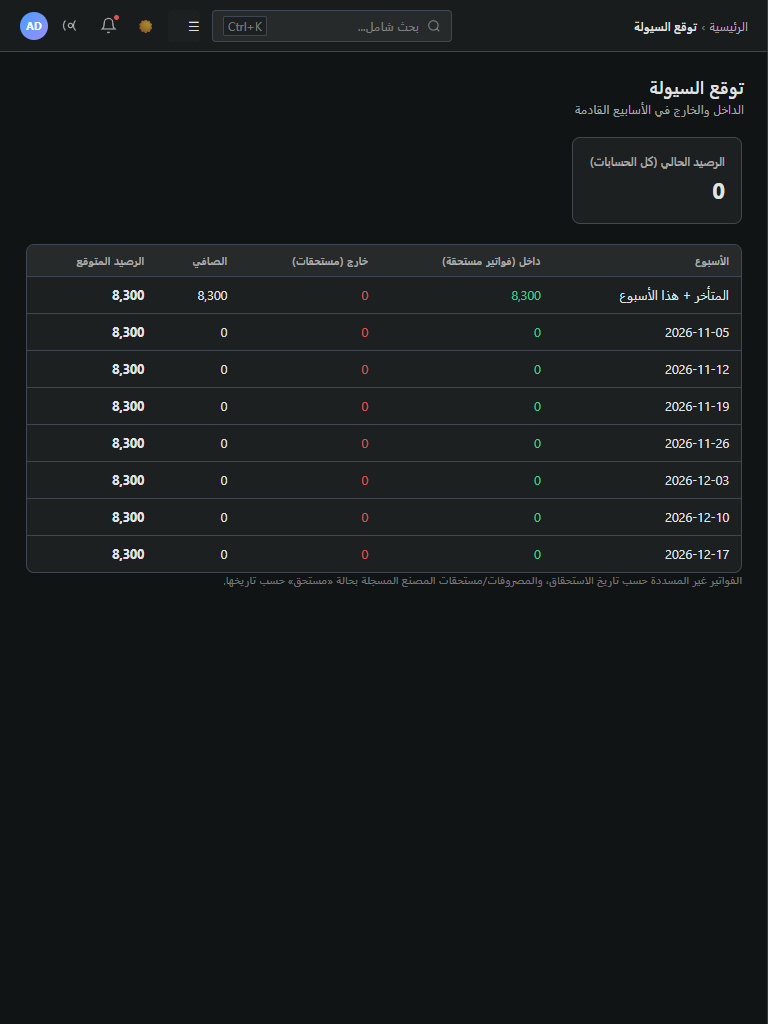 الرئيسية › توقع السيولة
بحث شامل... Ctrl+K
AD
توقع السيولة
الداخل والخارج في الأسابيع القادمة
الرصيد الحالي (كل الحسابات)
0
الأسبوع داخل (فواتير مستحقة) خارج (مستحقات) الصافي الرصيد المتوقع
المتأخر + هذا الأسبوع 8,300 0 8,300 8,300
2026-11-05 0 0 0 8,300
2026-11-12 0 0 0 8,300
2026-11-19 0 0 0 8,300
2026-11-26 0 0 0 8,300
2026-12-03 0 0 0 8,300
2026-12-10 0 0 0 8,300
2026-12-17 0 0 0 8,300
الفواتير غير المسددة حسب تاريخ الاستحقاق، والمصروفات/مستحقات المصنع المسجلة بحالة «مستحق» حسب تاريخها.